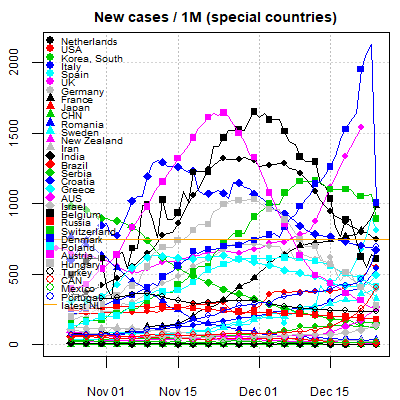 New cases / 1M (special countries)
2000
1500
1000
500
0
Netherlands
USA
Korea, South
Italy
Spain
UK
Germany
France
Japan
CHN
Romania
Sweden
New Zealand
Iran
India
Brazil
Serbia
Croatia
Greece
AUS
Israel
Belgium
Russia
Switzerland
Denmark
Poland
Austria
Hungary
Turkey
CAN
Mexico
Portugal
latest NL
Nov 01
Nov 15
Dec 01
Dec 15